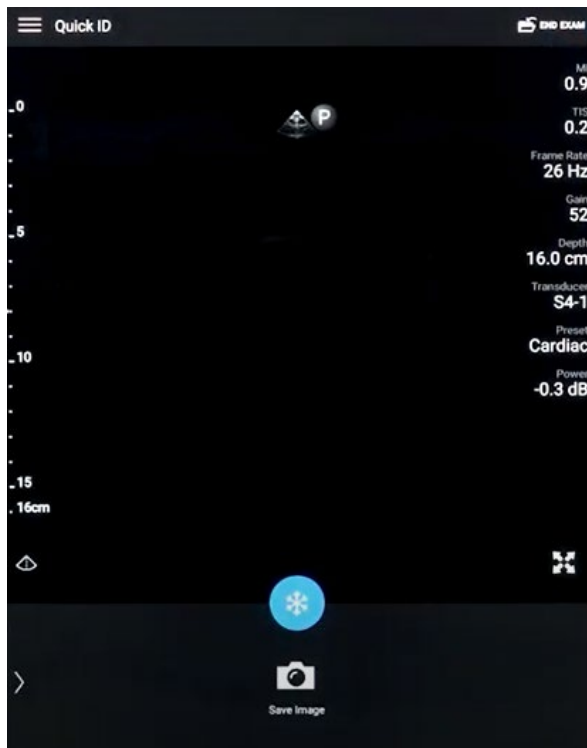 Quick ID
END EXAM
MI
0.9
TIS
0.2
Frame Rate
26 Hz
Gain
52
Depth
16.0 cm
Transducer
S4-1
Preset
Cardiac
Power
-0.3 dB
0
P
5
10
15
16cm
Save Image